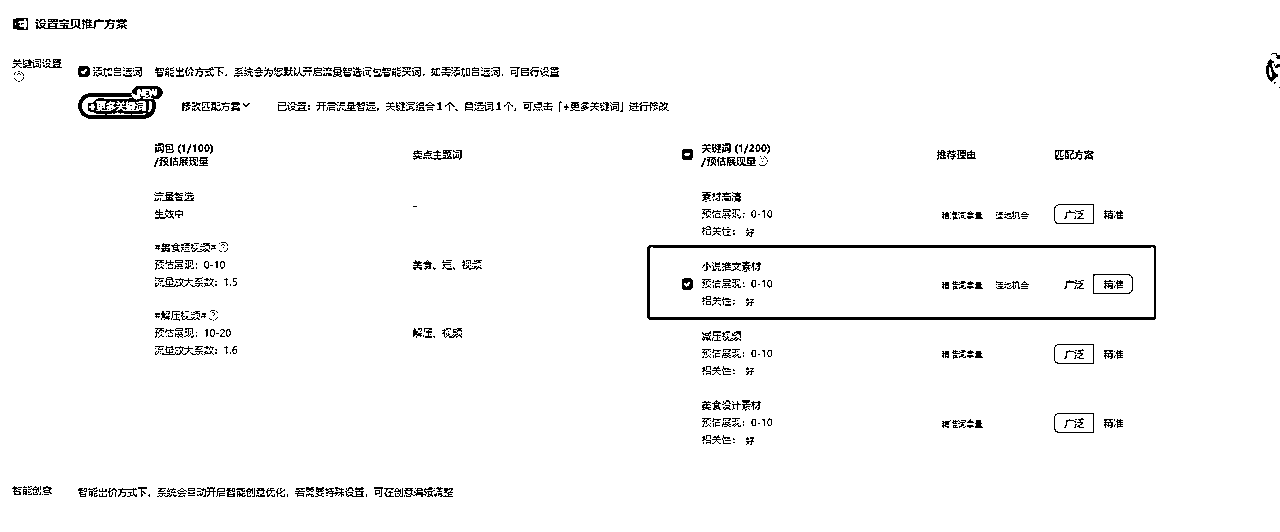 设置宝贝推广方案
关键词设置
添加自选词 智能出价方式下，系统会为您默认开启流量智选词包智能买词，如需添加自选词，可自行设置
+更多关键词 NEW 修改匹配方案 已设置：开启流量智选，关键词组合1个、自选词1个，可点击「+更多关键词」进行修改
词包 (1/100) 卖点主题词 关键词 (1/200) 推荐理由 匹配方案
/预估展现量 /预估展现量
流量智选 -
生效中
#美食短视频#
预估展现：0-10 美食、短、视频
流量放大系数：1.5
#解压视频#
预估展现：10-20 解压、视频
流量放大系数：1.6
素材高清
预估展现：0-10 精准词拿量 蓝海机会 广泛 精准
相关性： 好
小说推文素材
预估展现：0-10 精准词拿量 蓝海机会 广泛 精准
相关性： 好
减压视频
预估展现：0-10 精准词拿量 广泛 精准
相关性： 好
美食设计素材
预估展现：0-10 精准词拿量 广泛 精准
相关性： 好
智能创意 智能出价方式下，系统会自动开启智能创意优化，若需要特殊设置，可在创意编辑调整